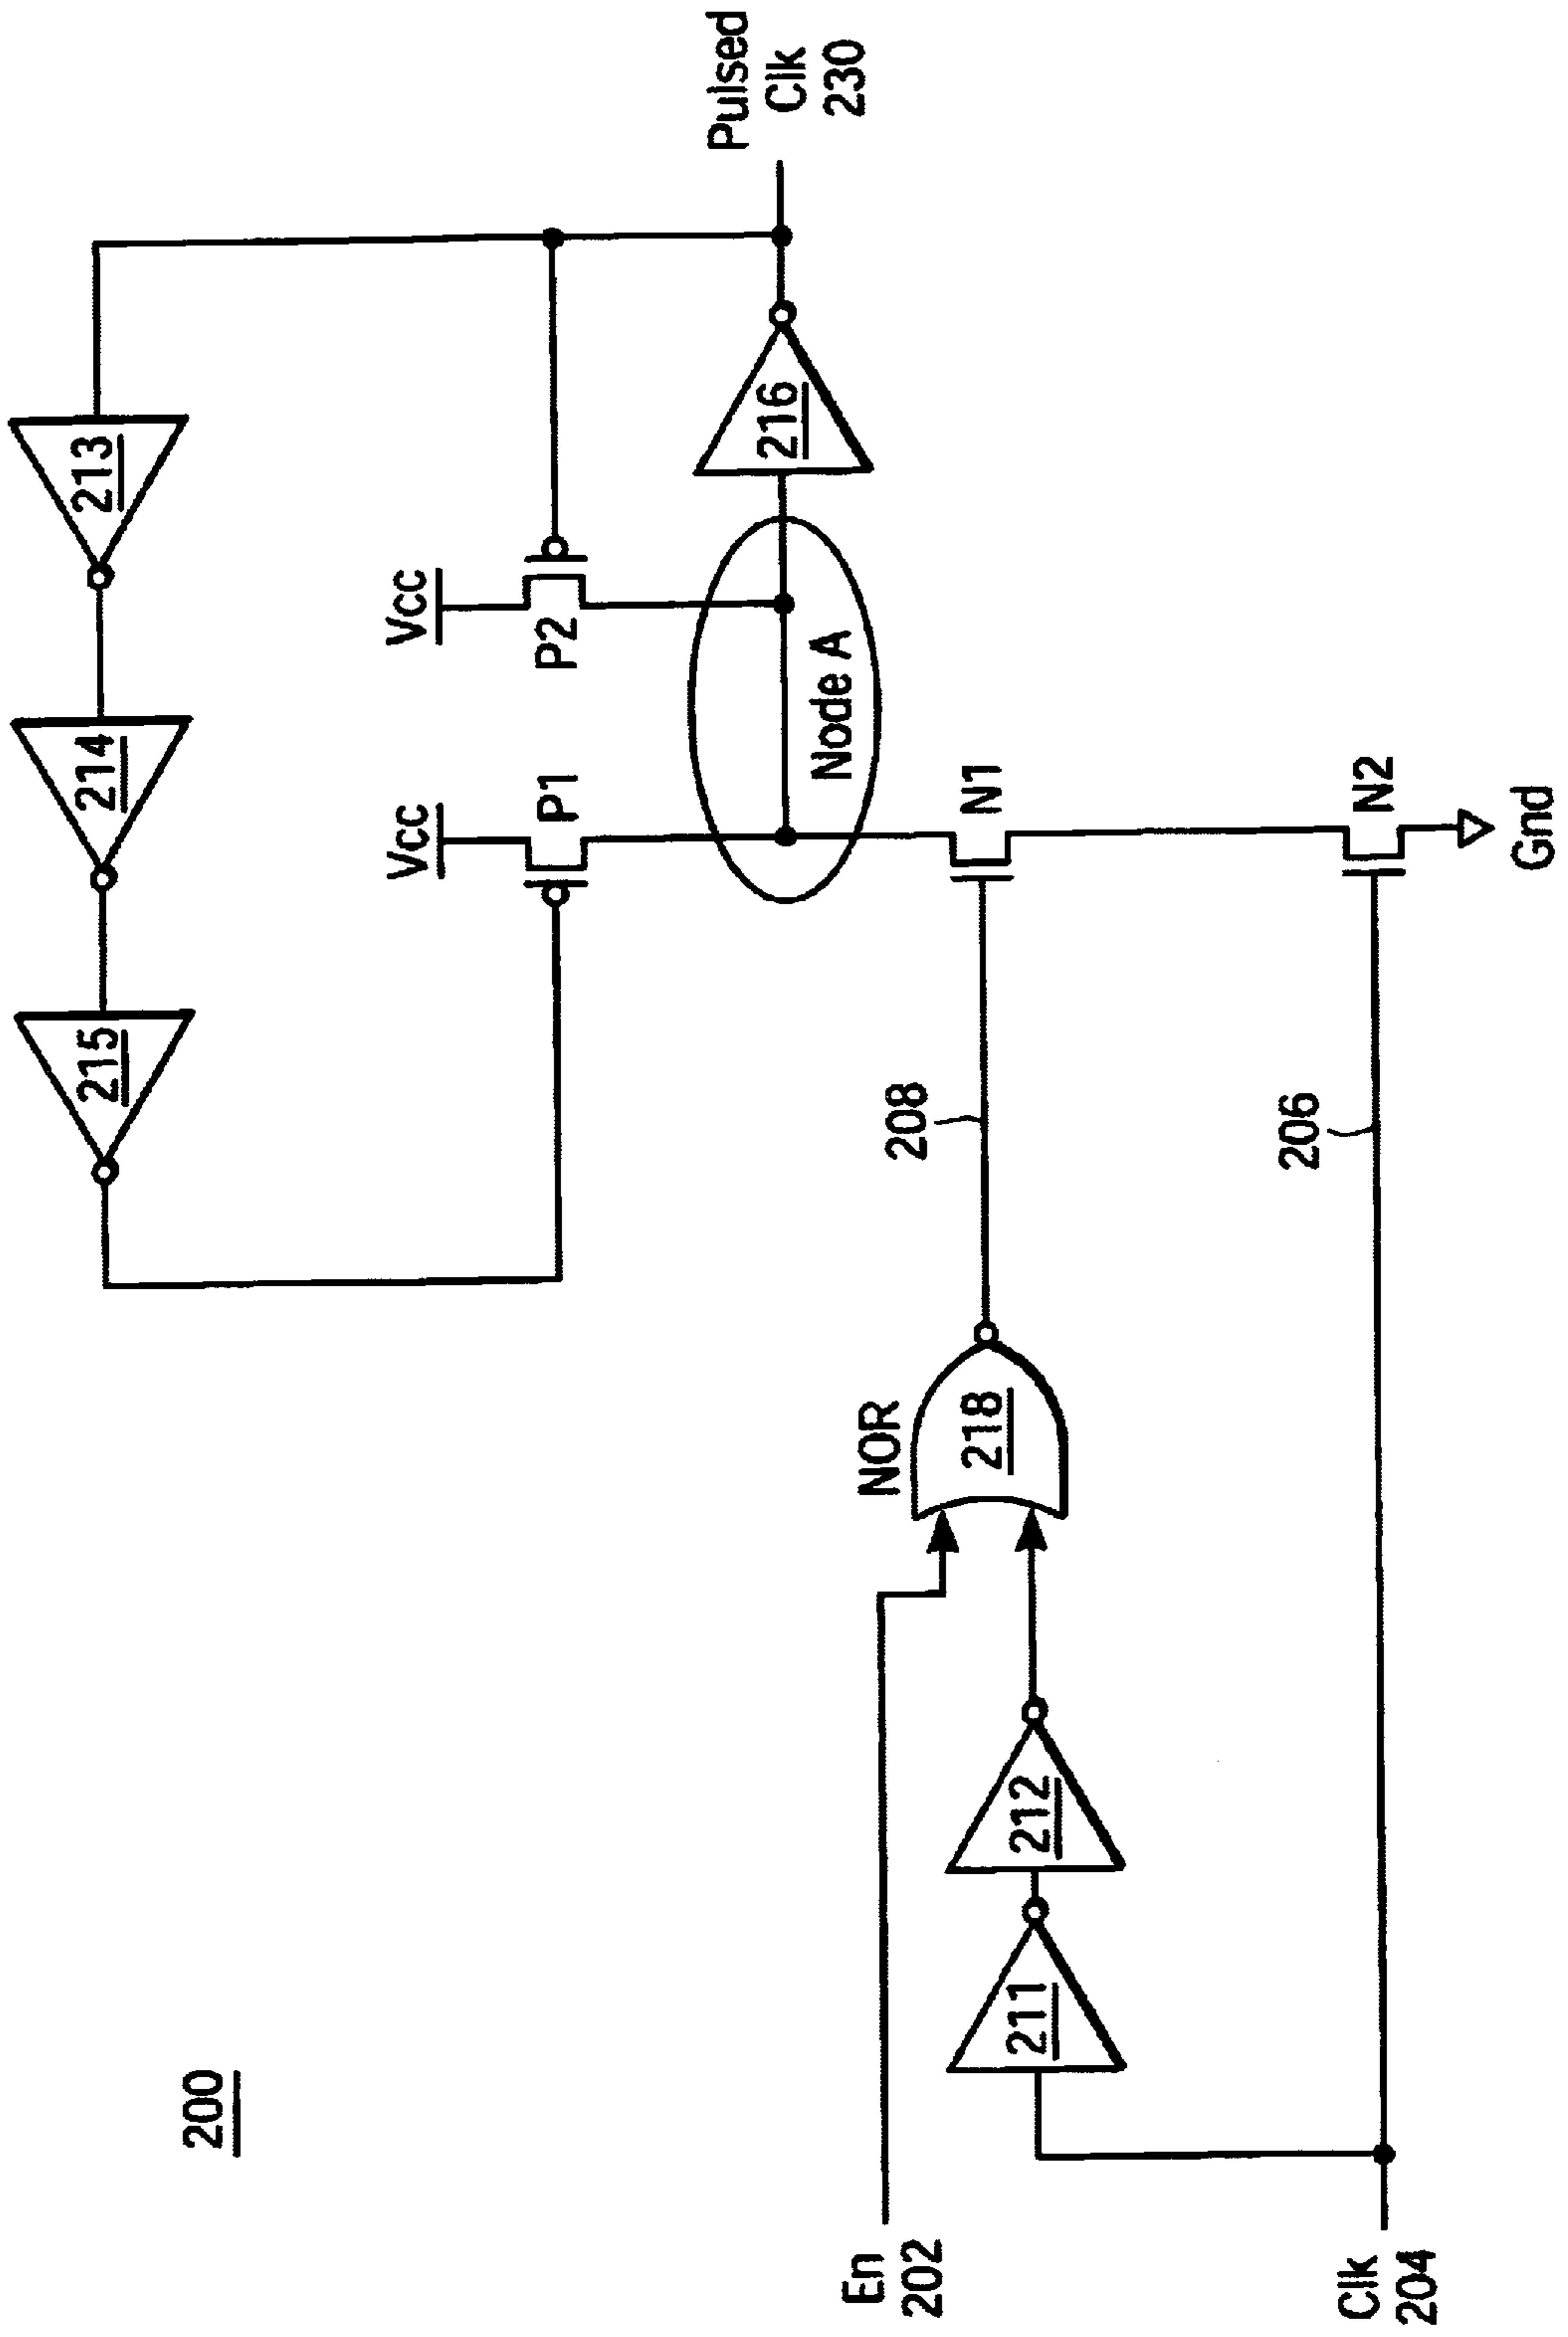 200
213
214
215
Vcc
Vcc
P1
P2
Node A
216
Pulsed
Clk
230
N1
N2
Gnd
208
206
NOR
218
En
202
211
212
Clk
204